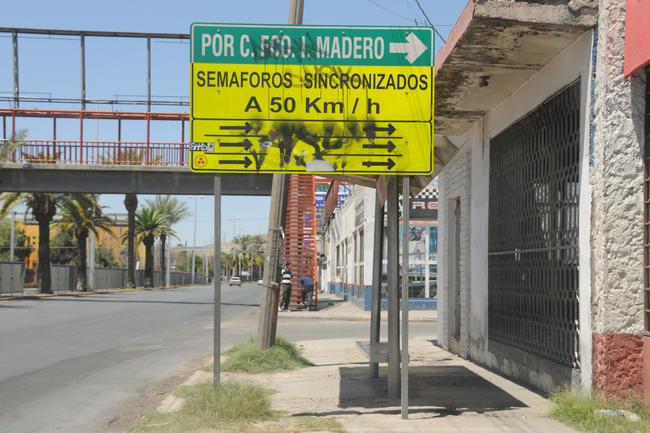 POR C. FCO. I. MADERO
SEMAFOROS SINCRONIZADOS
A 50 Km / h